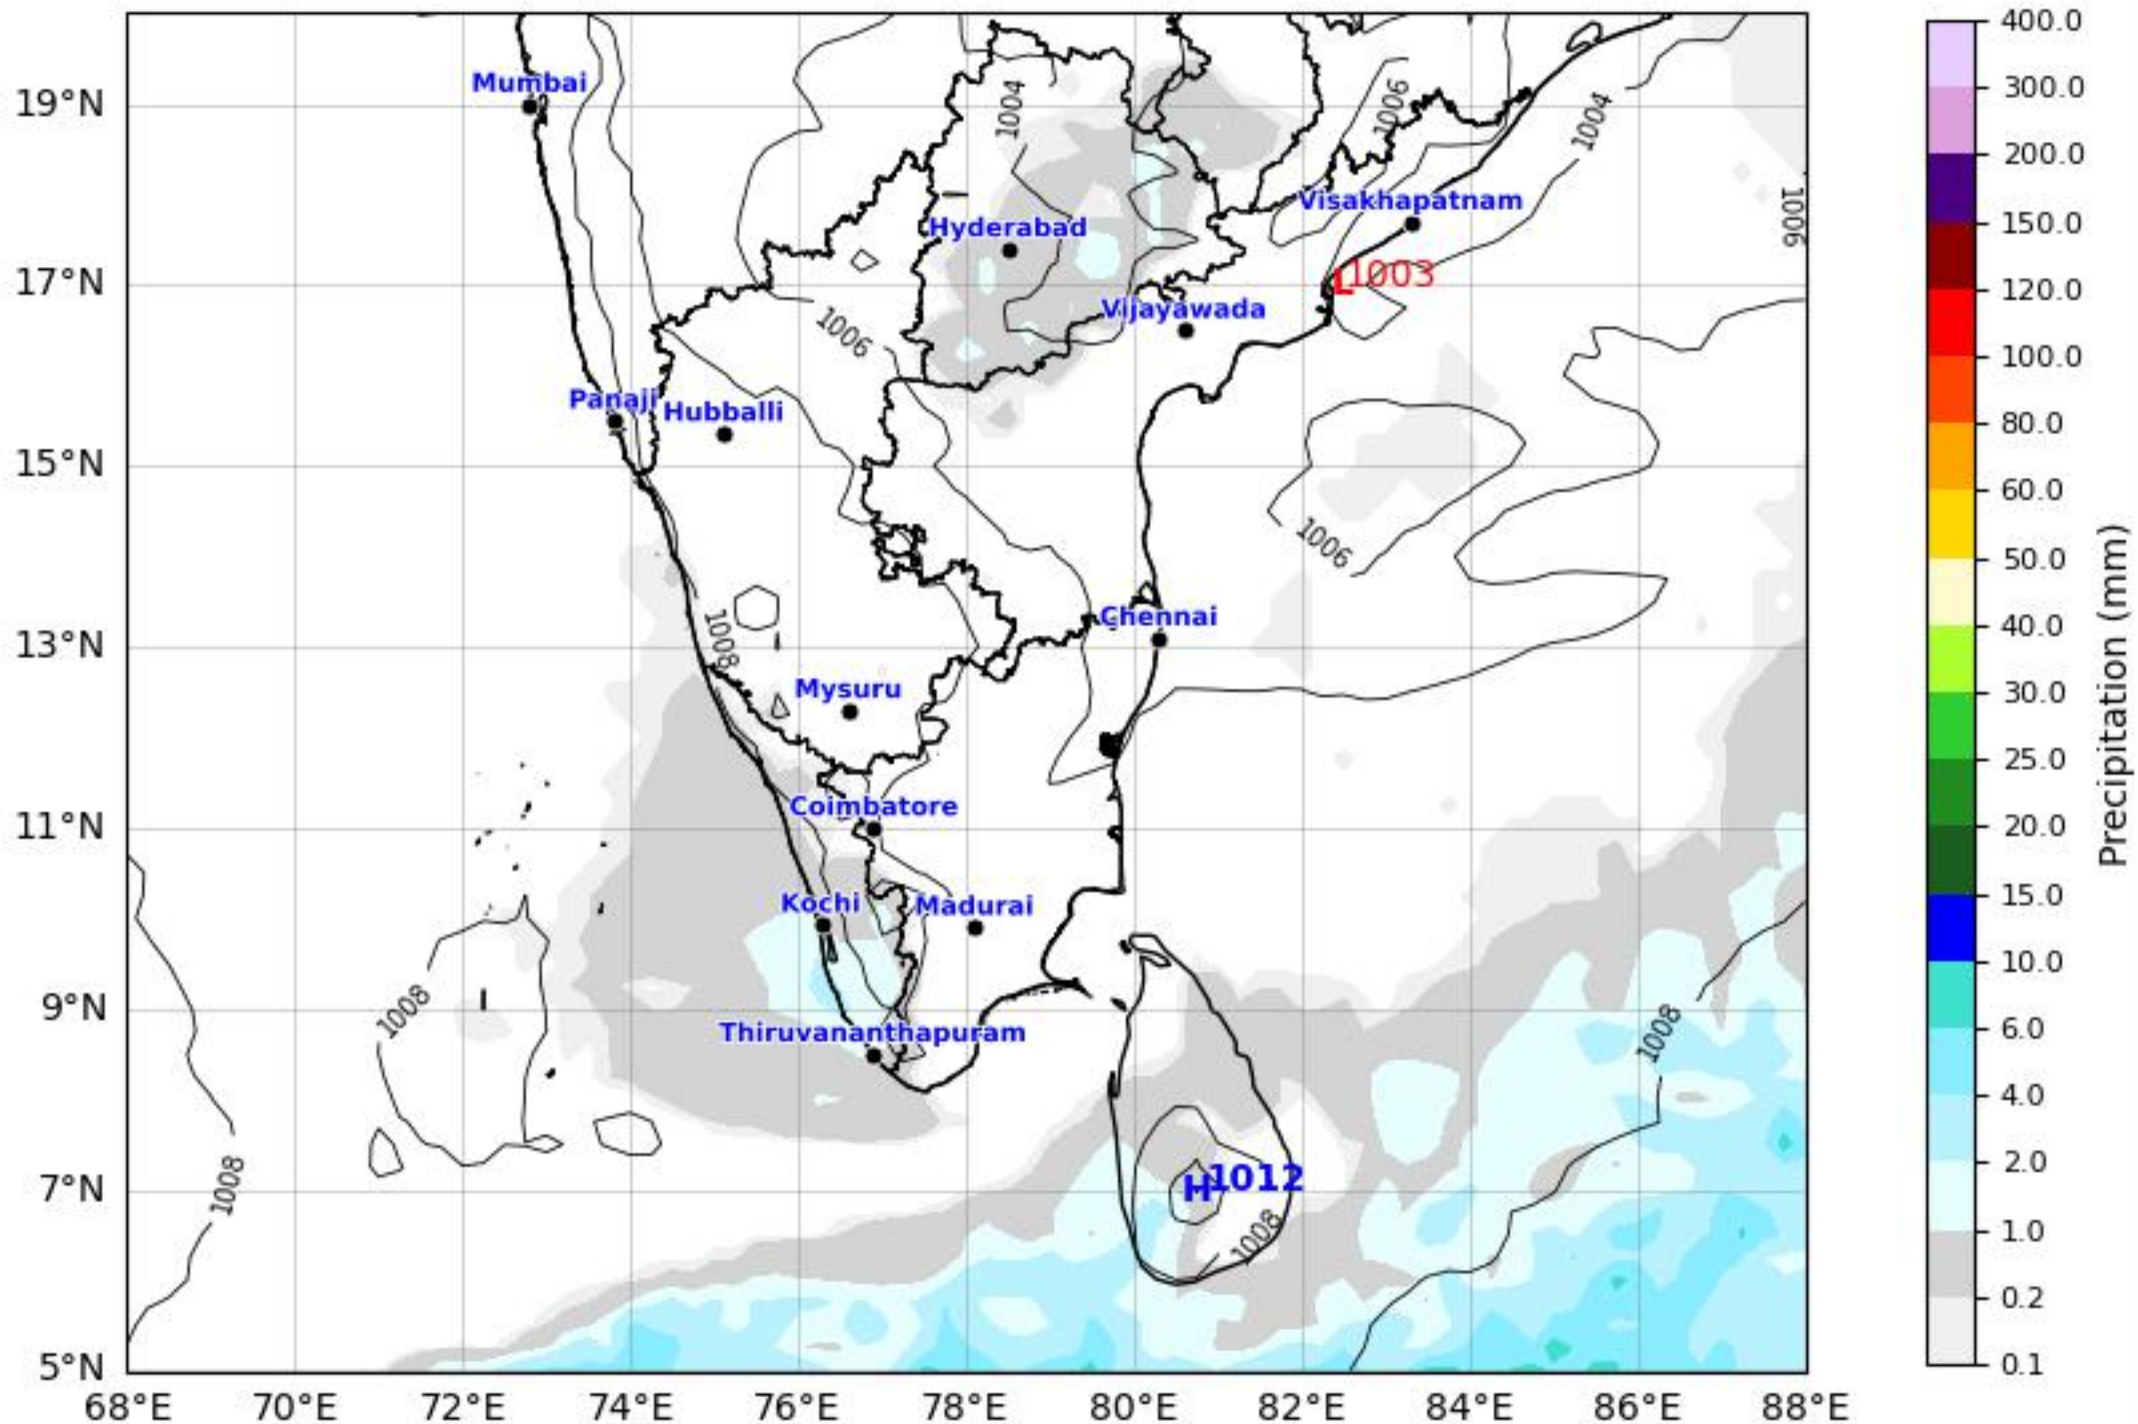 Mumbai
Hyderabad
Visakhapatnam
Vijayawada
Panaji
Hubballi
Chennai
Mysuru
Coimbatore
Kochi
Madurai
Thiruvananthapuram
1004
1006
1004
1006
L1003
1006
1006
1008
1008
1008
1008
H1012
1008
19°N
17°N
15°N
13°N
11°N
9°N
7°N
5°N
68°E 70°E 72°E 74°E 76°E 78°E 80°E 82°E 84°E 86°E 88°E
400.0
300.0
200.0
150.0
120.0
100.0
80.0
60.0
50.0
40.0
30.0
25.0
20.0
15.0
10.0
6.0
4.0
2.0
1.0
0.2
0.1
Precipitation (mm)